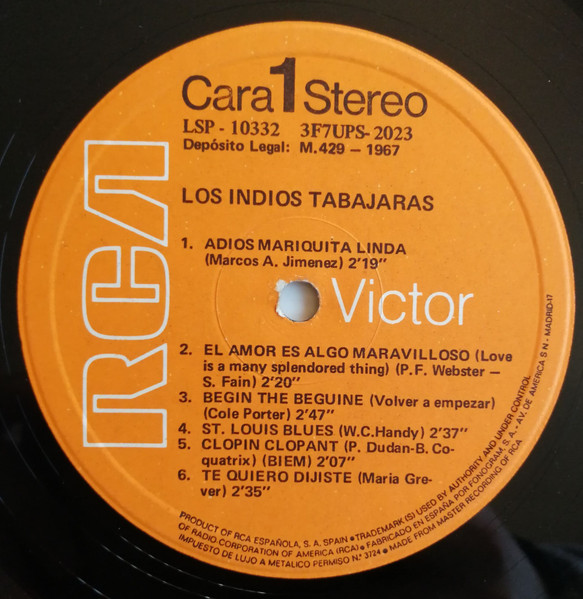 Cara 1 Stereo
LSP - 10332 3F7UPS-2023
Depósito Legal: M.429 – 1967
LOS INDIOS TABAJARAS
1. ADIOS MARIQUITA LINDA
(Marcos A. Jimenez) 2'19"
RCA
Victor
2. EL AMOR ES ALGO MARAVILLOSO (Love
is a many splendored thing) (P.F. Webster –
S. Fain) 2'20"
3. BEGIN THE BEGUINE (Volver a empezar)
(Cole Porter) 2'47"
4. ST. LOUIS BLUES (W.C.Handy) 2'37"
5. CLOPIN CLOPANT (P. Dudan-B. Co-
quatrix) (BIEM) 2'07"
6. TE QUIERO DIJISTE (Maria Gre-
ver) 2'35"
PRODUCT OF RCA ESPAÑOLA, S. A. SPAIN • TRADEMARK (S) USED BY AUTHORITY AND UNDER CONTROL
OF RADIO CORPORATION OF AMERICA (RCA) • FABRICADO EN ESPAÑA POR FONOGRAM, S. A. - AV. DE AMERICA S N - MADRID-17
IMPUESTO DE LUJO A METALICO PERMISO N.º 3724 • MADE FROM MASTER RECORDING OF RCA